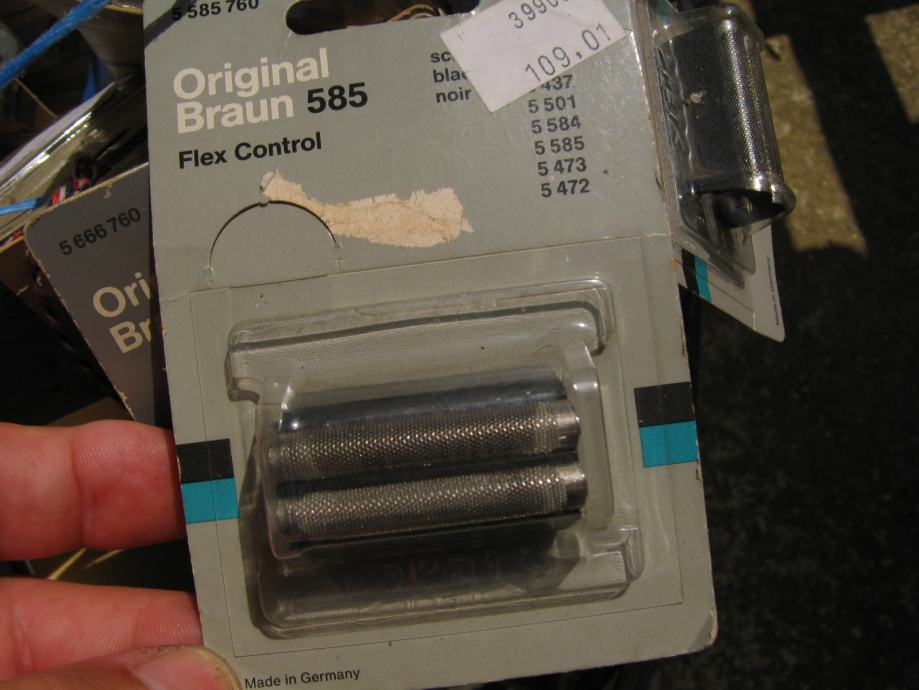 5 585 760
Original
Braun 585
Flex Control
noir
109,01
437
5 501
5 584
5 585
5 473
5 472
5 666 760
Made in Germany